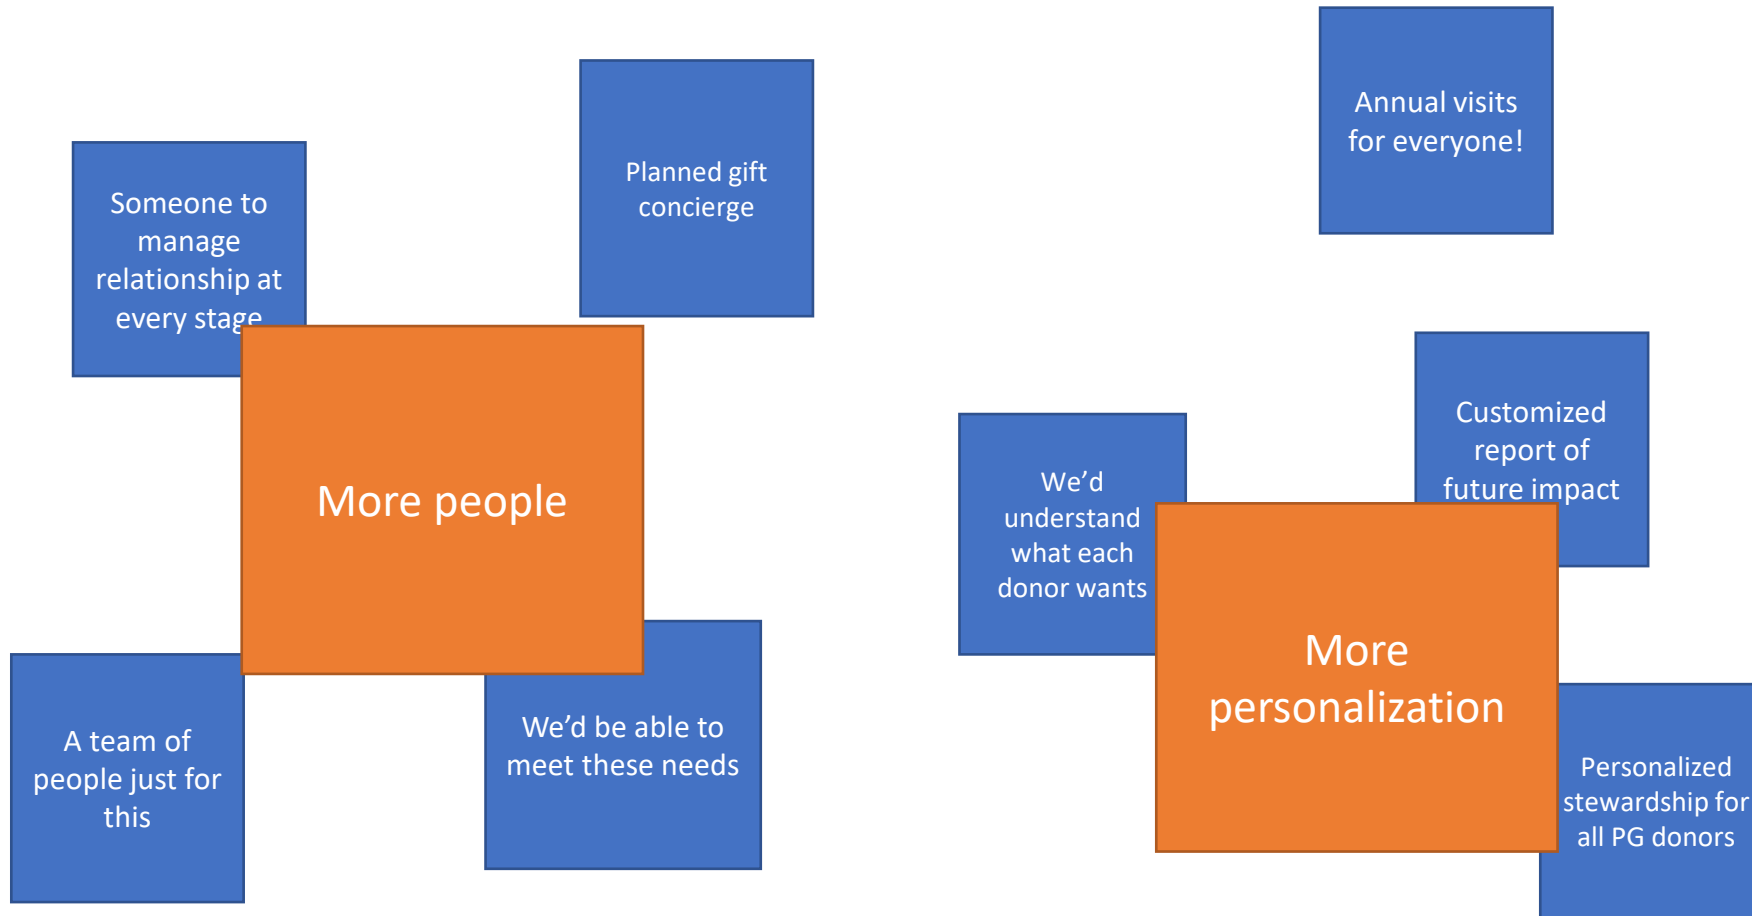 Someone to
manage
relationship at
every stage
Planned gift
concierge
More people
A team of
people just for
this
We’d be able to
meet these needs
Annual visits
for everyone!
We’d
understand
what each
donor wants
Customized
report of
future impact
More
personalization
Personalized
stewardship for
all PG donors